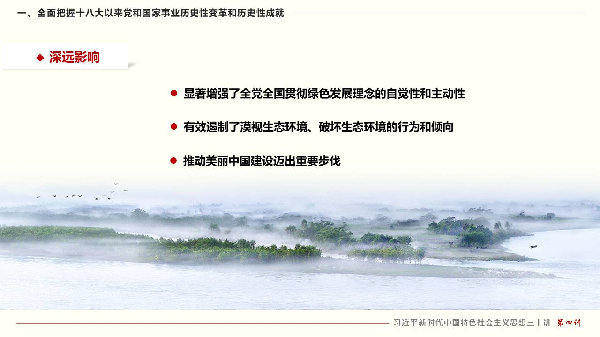 一、全面把握十八大以来党和国家事业历史性变革和历史性成就
深远影响
显著增强了全党全国贯彻绿色发展理念的自觉性和主动性
有效遏制了漠视生态环境、破坏生态环境的行为和倾向
推动美丽中国建设迈出重要步伐
习近平新时代中国特色社会主义思想三十讲 第四讲